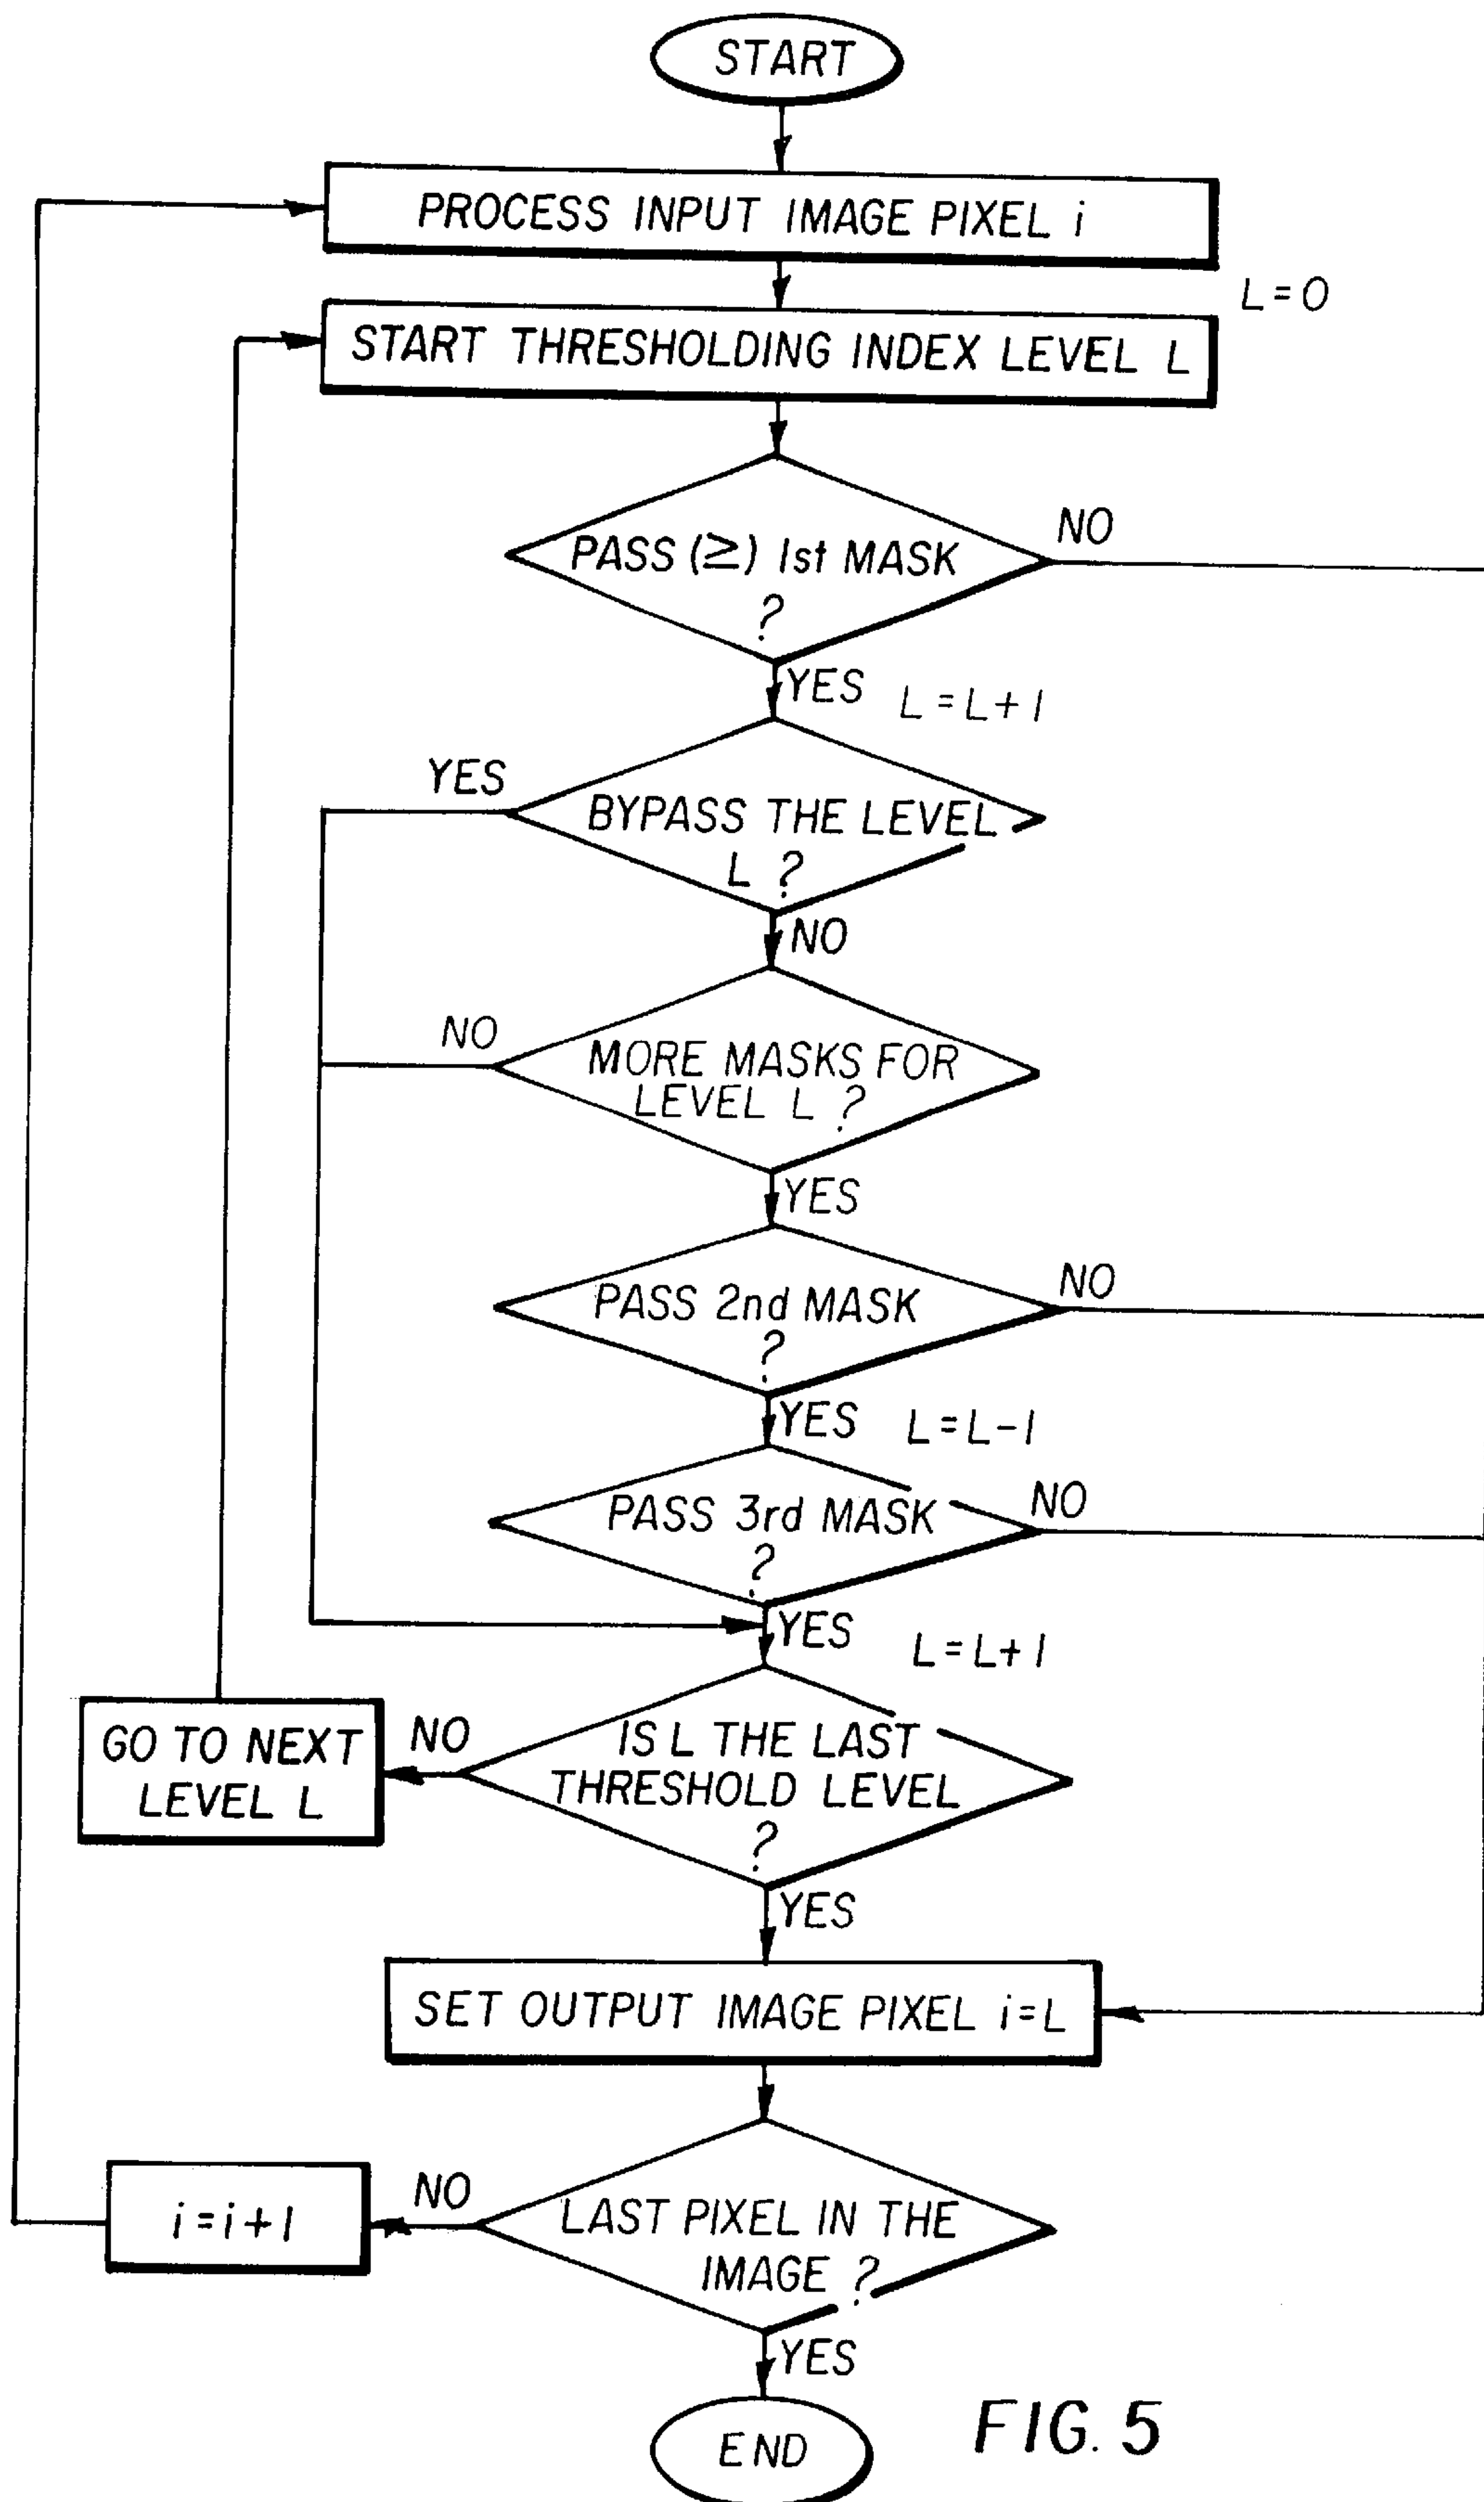 START
PROCESS INPUT IMAGE PIXEL i
L=0
START THRESHOLDING INDEX LEVEL L
PASS (≥) 1st MASK
?
NO
YES
L=L+1
YES
BYPASS THE LEVEL
L ?
NO
NO
MORE MASKS FOR
LEVEL L ?
YES
PASS 2nd MASK
?
NO
YES
L=L-1
PASS 3rd MASK
?
NO
YES
L=L+1
GO TO NEXT
LEVEL L
NO
IS L THE LAST
THRESHOLD LEVEL
?
YES
SET OUTPUT IMAGE PIXEL i=L
i=i+1
NO
LAST PIXEL IN THE
IMAGE ?
YES
END
FIG. 5